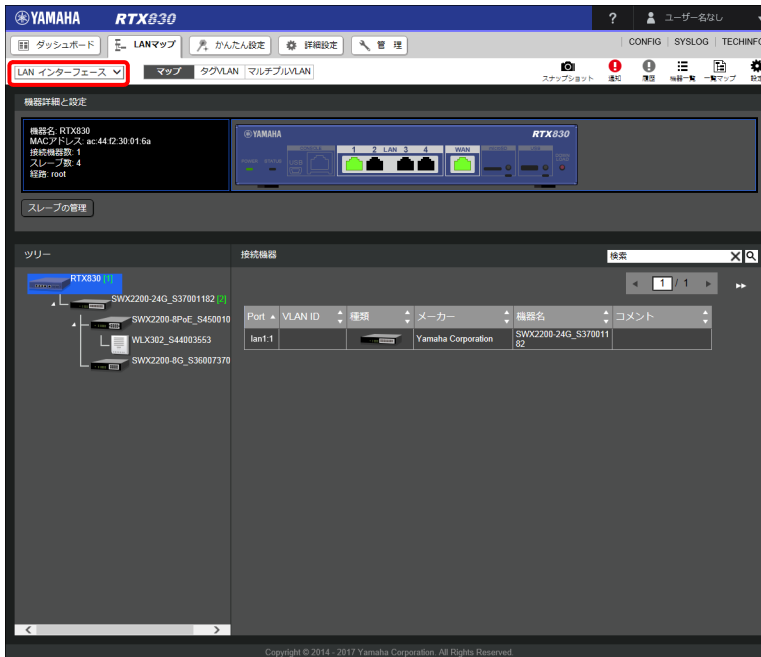 YAMAHA RTX830 ? ユーザー名なし
ダッシュボード LANマップ かんたん設定 詳細設定 管 理 CONFIG SYSLOG TECHINFO
LAN インターフェース マップ タグVLAN マルチプルVLAN スナップショット 通知 履歴 機器一覧 一覧マップ
機器詳細と設定
機器名: RTX830
MACアドレス: ac:44:f2:30:01:6a
接続機器数: 1
スレーブ数: 4
経路: root
YAMAHA RTX830
1 2 LAN 3 4 WAN
POWER STATUS USB
スレーブの管理
ツリー
RTX830 [1]
SWX2200-24G_S37001182 [2]
SWX2200-8PoE_S450010
WLX302_S44003553
SWX2200-8G_S36007370
接続機器 検索
1 / 1
Port VLAN ID 種類 メーカー 機器名 コメント
lan1:1 Yamaha Corporation SWX2200-24G_S370011
82
Copyright © 2014 - 2017 Yamaha Corporation. All Rights Reserved.